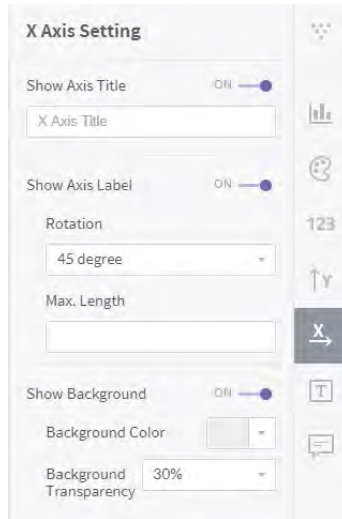 X Axis Setting
Show Axis Title ON
X Axis Title
Show Axis Label ON
Rotation
45 degree
Max. Length
Show Background ON
Background Color
Background Transparency 30%
123
Y
X
T